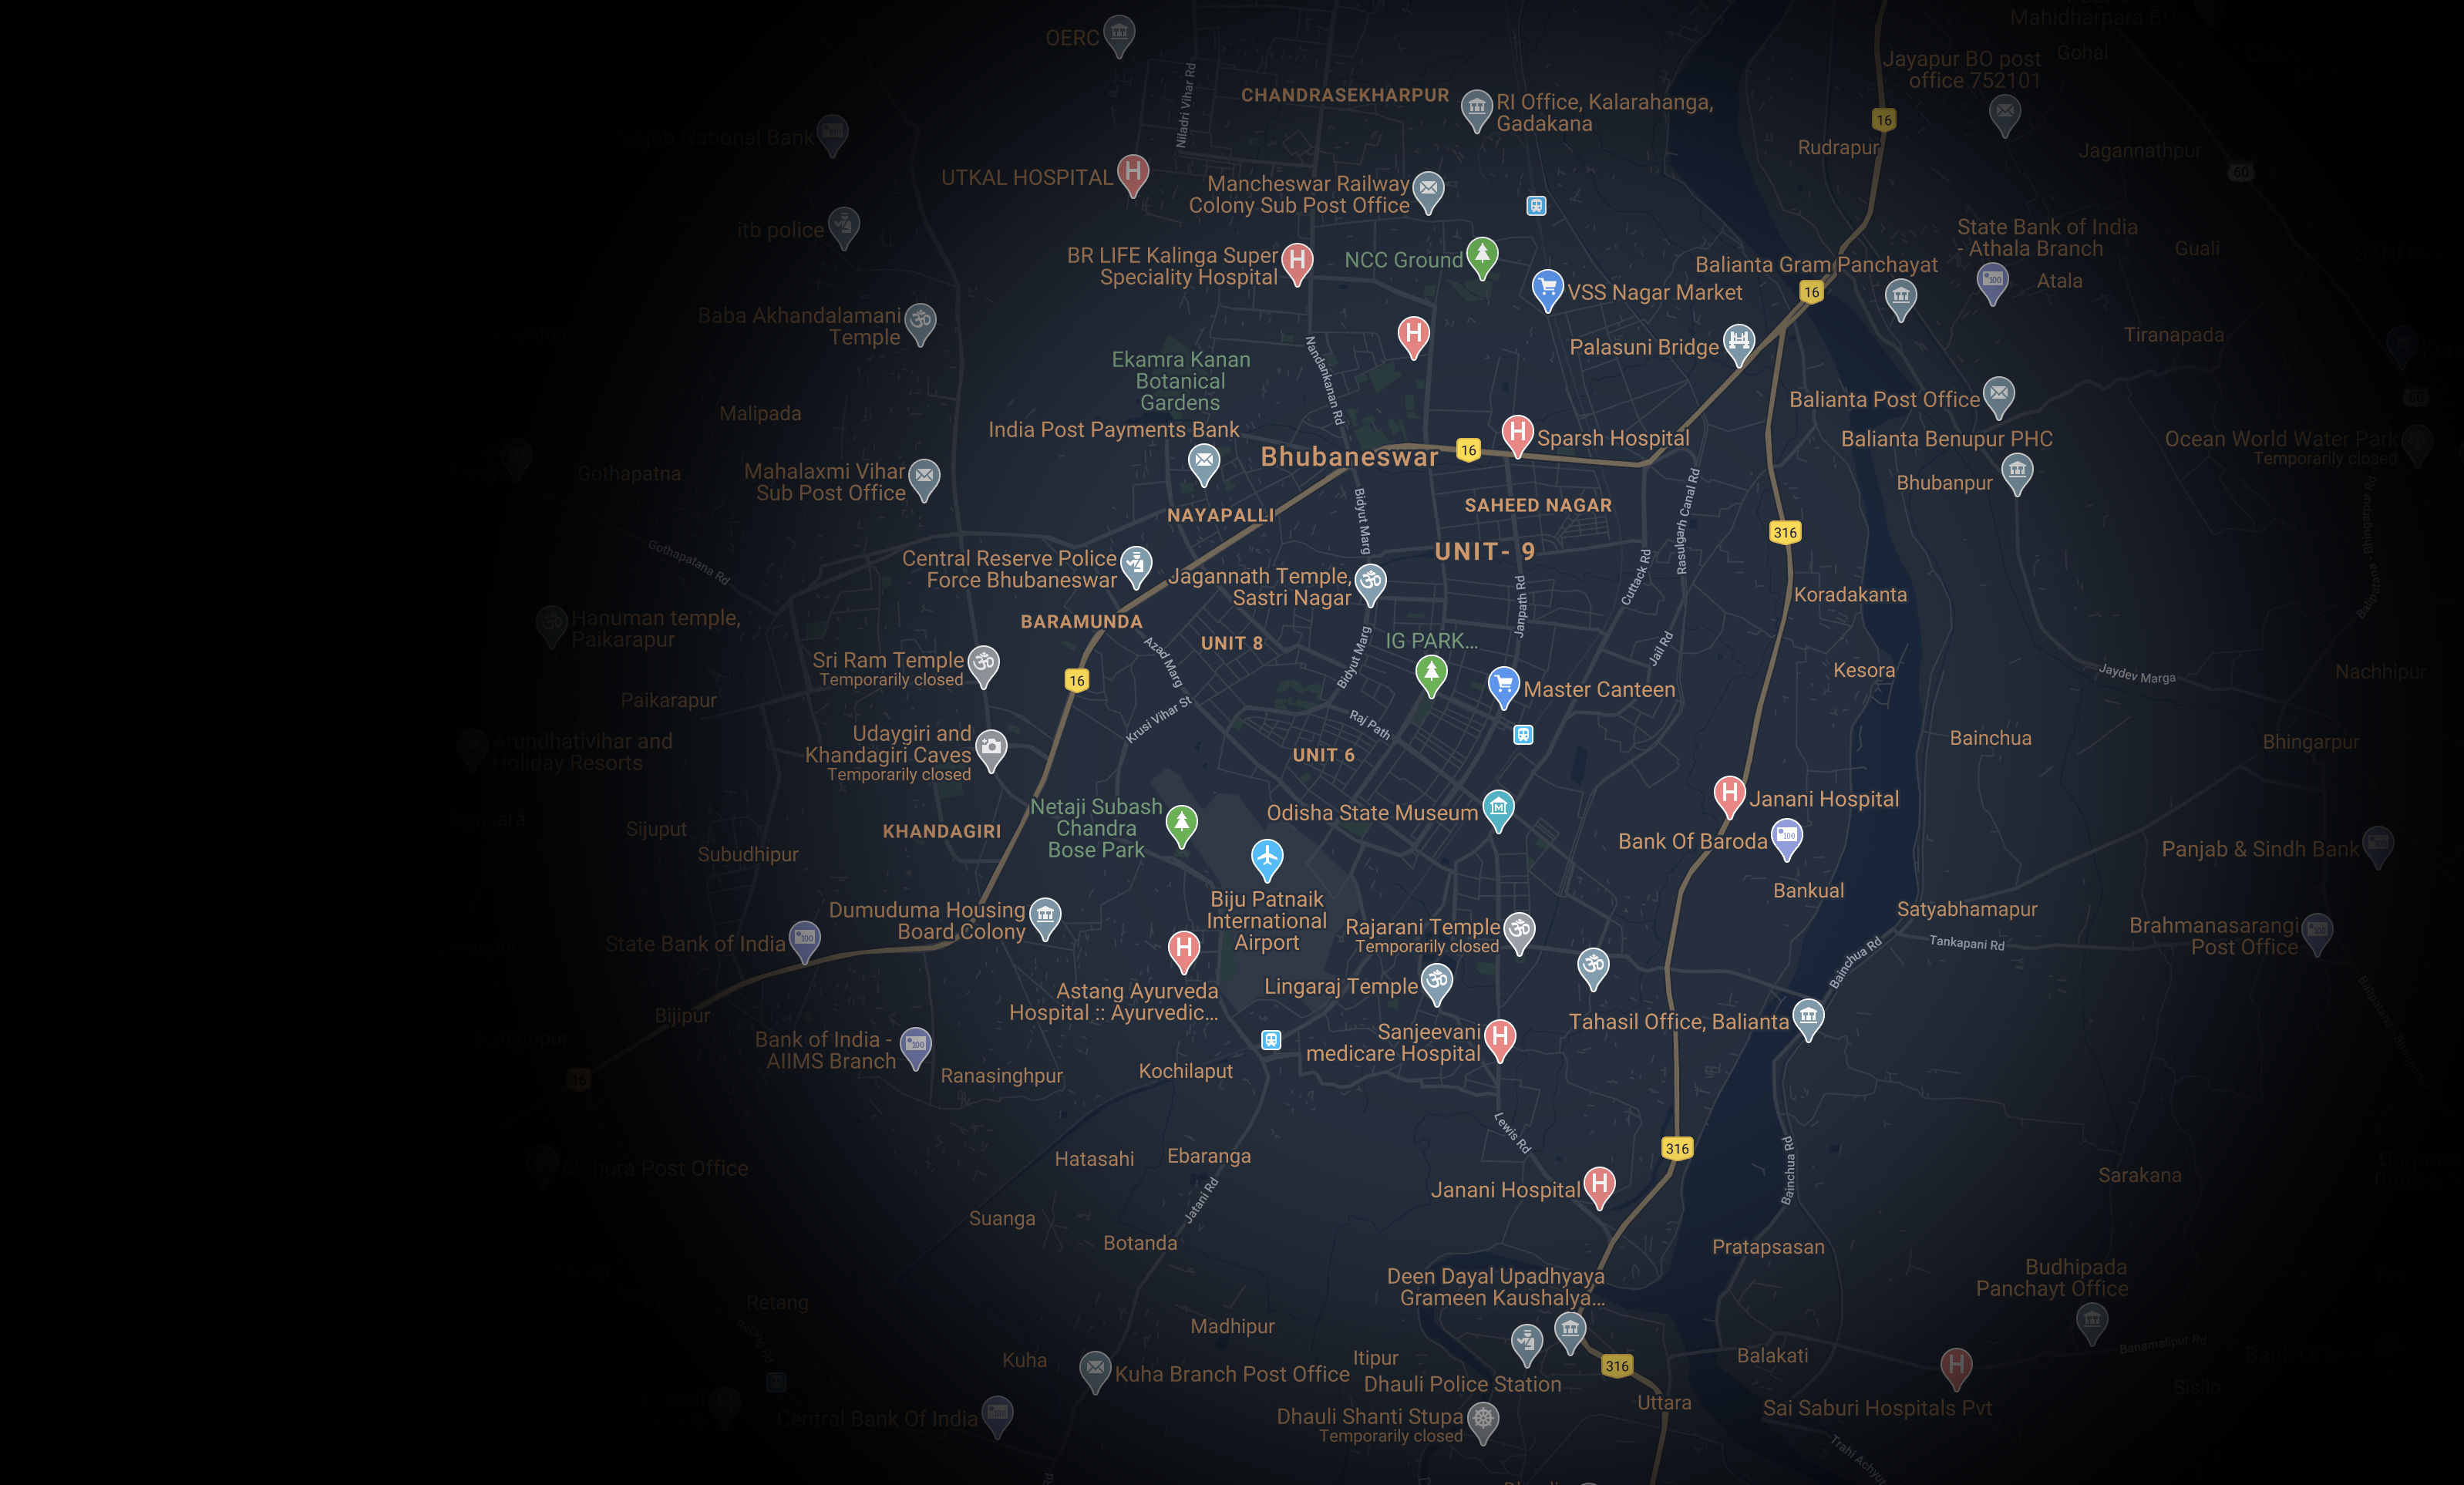 Mahidharpara BO...
OERC
Jayapur BO post
office 752101
Gohal
CHANDRASEKHARPUR
RI Office, Kalarahanga,
Gadakana
16
Niladri Vihar Rd
National Bank
Rudrapur
Jagannathpur
60
UTKAL HOSPITAL
Mancheswar Railway
Colony Sub Post Office
itb police
State Bank of India
- Athala Branch
Guali
BR LIFE Kalinga Super
Speciality Hospital
NCC Ground
Balianta Gram Panchayat
Atala
VSS Nagar Market
16
Baba Akhandalamani
Temple
Tiranapada
Palasuni Bridge
Ekamra Kanan
Botanical
Gardens
Nandankanan Rd
60
Malipada
Balianta Post Office
India Post Payments Bank
Sparsh Hospital
Balianta Benupur PHC
Ocean World Water Park
Temporarily closed
Bhubaneswar
16
Gothapatna
Mahalaxmi Vihar
Sub Post Office
Bhubanpur
NAYAPALLI
SAHEED NAGAR
Bidyut Marg
Rasulgarh Canal Rd
316
UNIT- 9
Gothapatana Rd
Central Reserve Police
Force Bhubaneswar
Jagannath Temple,
Sastri Nagar
Cuttack Rd
Janpath Rd
Koradakanta
Hanuman temple,
Paikarapur
BARAMUNDA
UNIT 8
IG PARK...
Jail Rd
Azad Marg
Bidyut Marg
Sri Ram Temple
Temporarily closed
16
Kesora
Jaydev Marga
Nachhipur
Master Canteen
Paikarapur
Krusi Vihar St
Raj Path
Arundhativihar and
Holiday Resorts
Udaygiri and
Khandagiri Caves
Temporarily closed
UNIT 6
Bainchua
Bhingarpur
Netaji Subash
Chandra
Bose Park
Odisha State Museum
Janani Hospital
Sijuput
KHANDAGIRI
Bank Of Baroda
Subudhipur
Panjab & Sindh Bank
Bankual
Biju Patnaik
International
Airport
Dumuduma Housing
Board Colony
Rajarani Temple
Temporarily closed
Satyabhamapur
Brahmanasarangi
Post Office
State Bank of India
Tankapani Rd
Bainchua Rd
Lingaraj Temple
Astang Ayurveda
Hospital :: Ayurvedic...
Bijipur
Tahasil Office, Balianta
Sanjeevani
medicare Hospital
Bank of India -
AIIMS Branch
Ranasinghpur
Kochilaput
16
Lewis Rd
316
Mahura Post Office
Hatasahi
Ebaranga
Bainchua Rd
Sarakana
Janani Hospital
Jatani Rd
Suanga
Botanda
Pratapsasan
Deen Dayal Upadhyaya
Grameen Kaushalya...
Budhipada
Panchayt Office
Retang
Madhipur
Banamalipur Rd
Kuha
Itipur
316
Balakati
Kuha Branch Post Office
Dhauli Police Station
Sisilo
Uttara
Central Bank Of India
Dhauli Shanti Stupa
Temporarily closed
Sai Saburi Hospitals Pvt
Rd